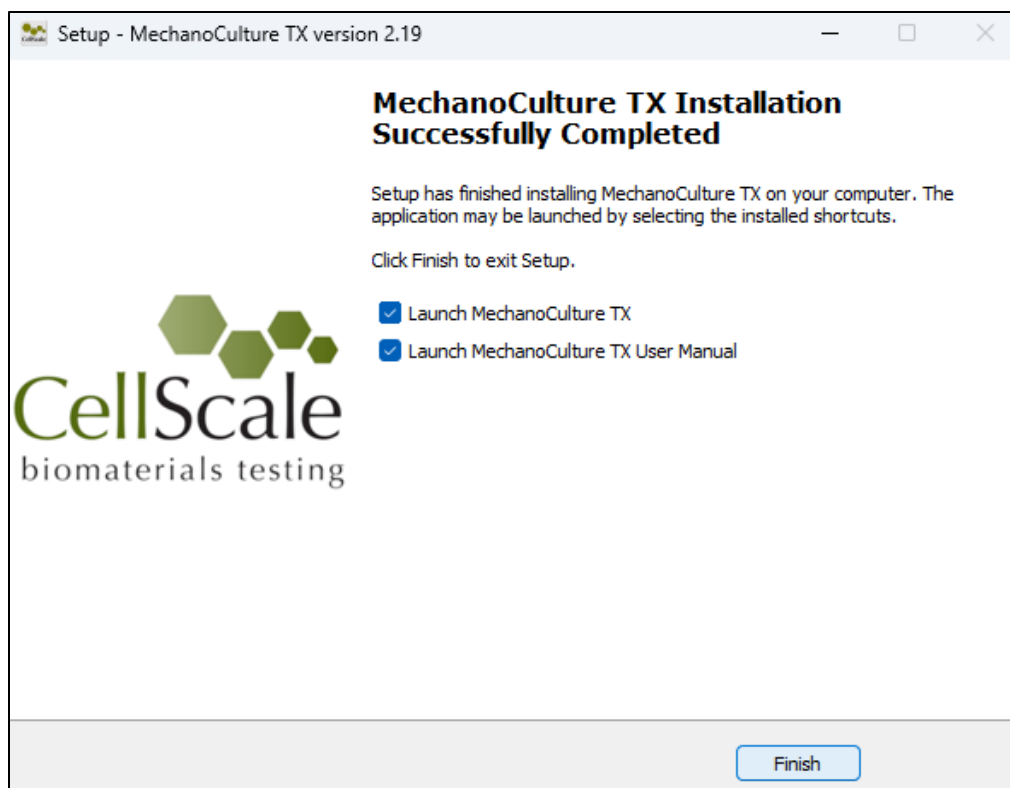 Setup - MechanoCulture TX version 2.19
MechanoCulture TX Installation
Successfully Completed
Setup has finished installing MechanoCulture TX on your computer. The
application may be launched by selecting the installed shortcuts.
Click Finish to exit Setup.
Launch MechanoCulture TX
Launch MechanoCulture TX User Manual
CellScale
biomaterials testing
Finish